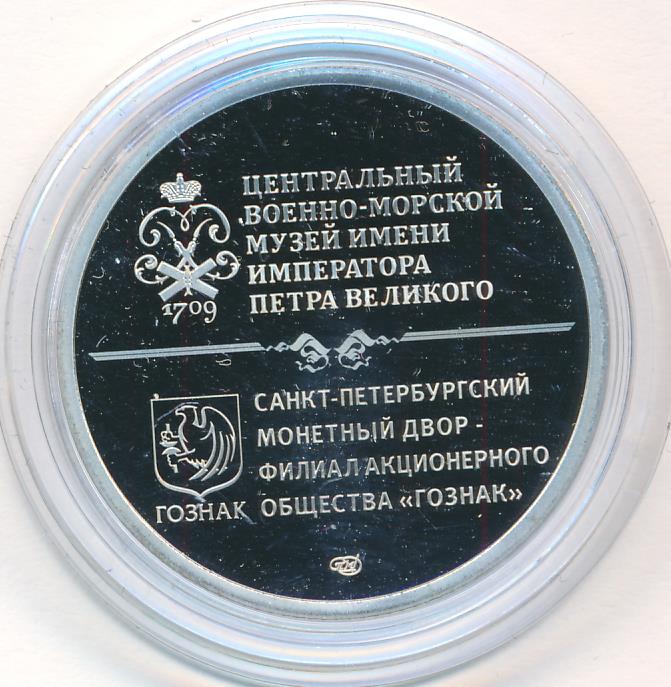 ЦЕНТРАЛЬНЫЙ
ВОЕННО-МОРСКОЙ
МУЗЕЙ ИМЕНИ
ИМПЕРАТОРА
ПЕТРА ВЕЛИКОГО
1709
САНКТ-ПЕТЕРБУРГСКИЙ
МОНЕТНЫЙ ДВОР -
ФИЛИАЛ АКЦИОНЕРНОГО
ОБЩЕСТВА «ГОЗНАК»
ГОЗНАК